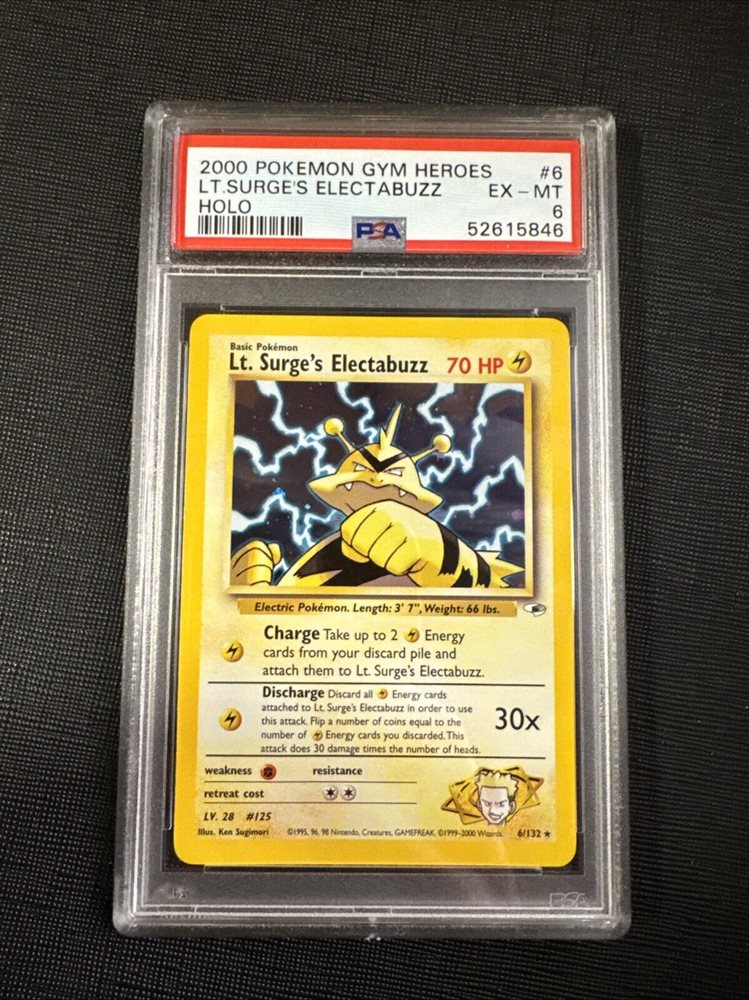 2000 POKEMON GYM HEROES #6
LT.SURGE'S ELECTABUZZ EX - MT
HOLO 6
PSA 52615846
Basic Pokémon
Lt. Surge's Electabuzz 70 HP
Electric Pokémon. Length: 3' 7", Weight: 66 lbs.
Charge Take up to 2 Energy
cards from your discard pile and
attach them to Lt. Surge's Electabuzz.
Discharge Discard all Energy cards
attached to Lt. Surge's Electabuzz in order to use
this attack. Flip a number of coins equal to the
number of Energy cards you discarded. This
attack does 30 damage times the number of heads.
30x
weakness resistance
retreat cost
LV. 28 #125
Illus. Ken Sugimori ©1995, 96, 98 Nintendo, Creatures, GAMEFREAK. ©1999-2000 Wizards. 6/132 ★
PSA